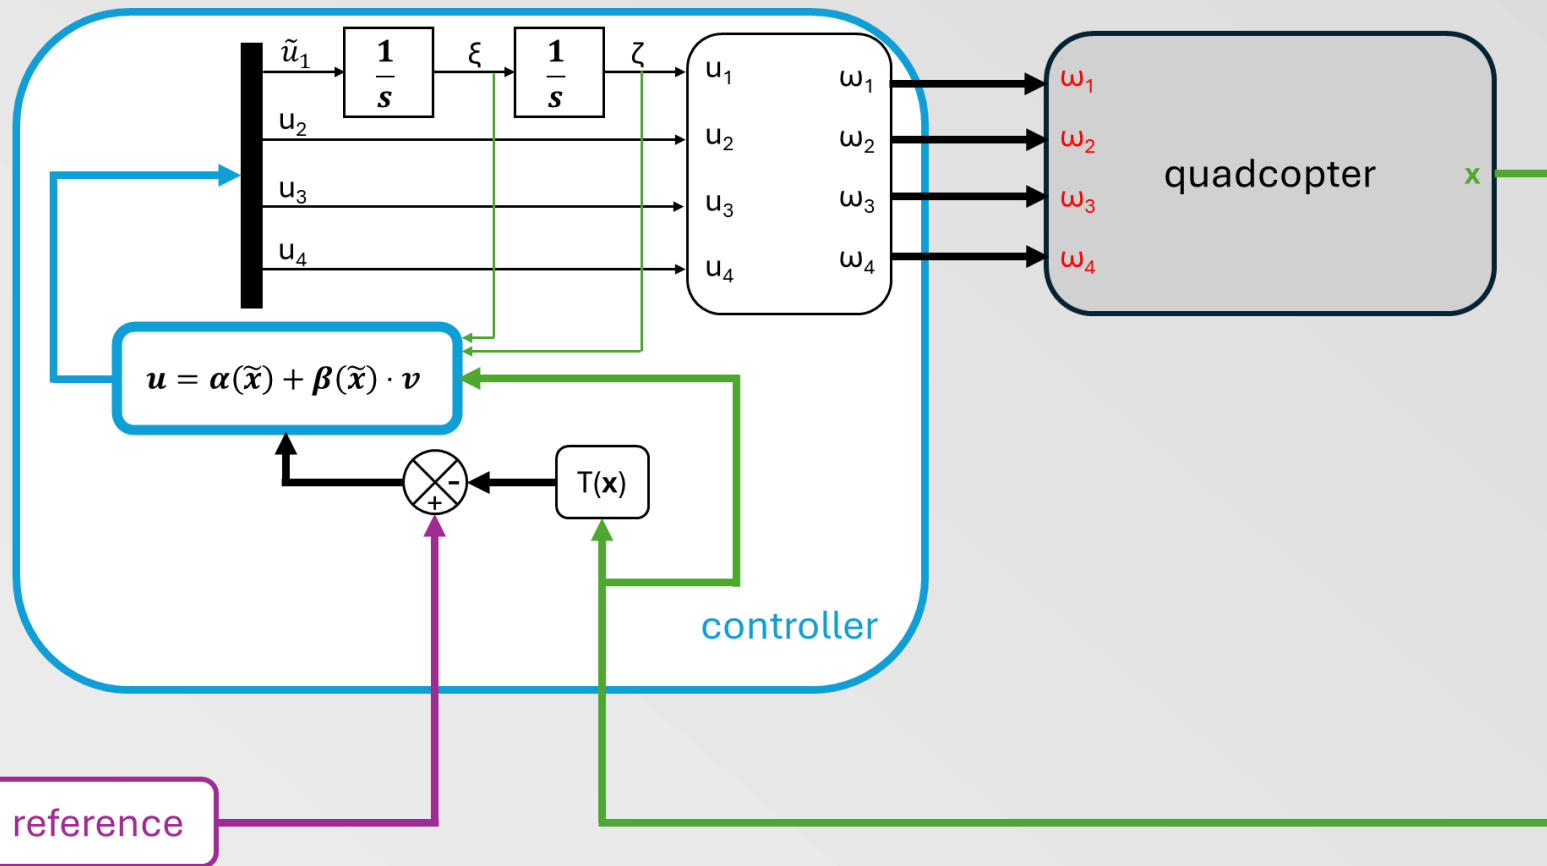 ũ₁
1
s
ξ
1
s
ζ
u₂
u₃
u₄
u₁
u₂
u₃
u₄
ω₁
ω₂
ω₃
ω₄
ω₁
ω₂
ω₃
ω₄
quadcopter
x
u = α(x̃) + β(x̃) · v
-
+
T(x)
controller
reference